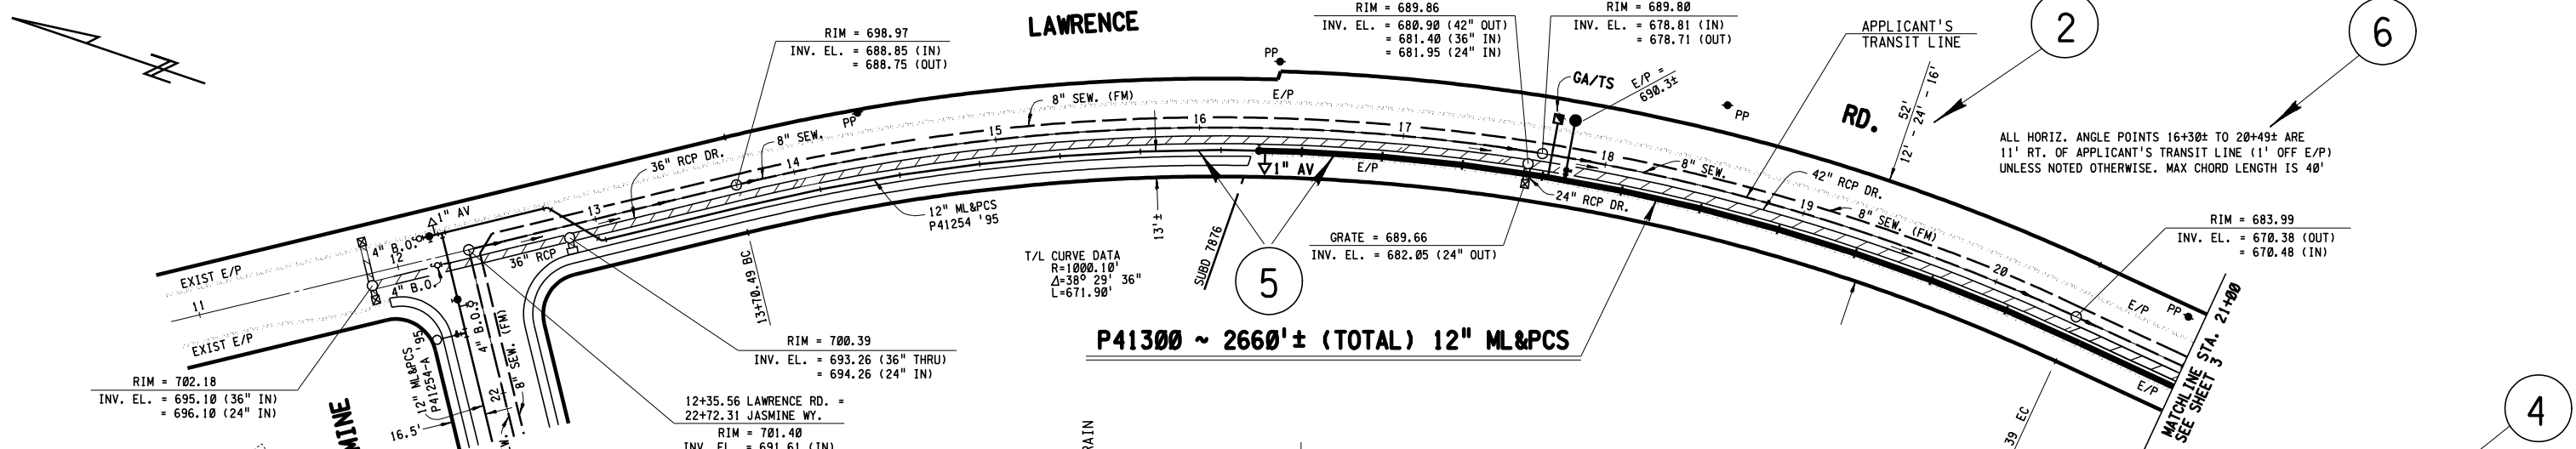 LAWRENCE
RD.
RIM = 698.97
INV. EL. = 688.85 (IN)
= 688.75 (OUT)
RIM = 689.86
INV. EL. = 680.90 (42" OUT)
= 681.40 (36" IN)
= 681.95 (24" IN)
RIM = 689.80
INV. EL. = 678.81 (IN)
= 678.71 (OUT)
APPLICANT'S
TRANSIT LINE
2
6
52'
12' - 24' - 16'
ALL HORIZ. ANGLE POINTS 16+30± TO 20+49± ARE
11' RT. OF APPLICANT'S TRANSIT LINE (1' OFF E/P)
UNLESS NOTED OTHERWISE. MAX CHORD LENGTH IS 40'
PP
PP
PP
PP
GA/TS
E/P =
690.3±
8" SEW. (FM)
E/P
8" SEW.
36" RCP DR.
11
12
13
14
15
16
17
18
19
20
1" AV
E/P
8" SEW.
42" RCP DR.
8" SEW. (FM)
24" RCP DR.
1" AV
4" B.O.
4" B.O.
4" B.O.
36" RCP
EXIST E/P
EXIST E/P
12" ML&PCS
P41254 '95
13'±
SUBD 7876
5
GRATE = 689.66
INV. EL. = 682.05 (24" OUT)
T/L CURVE DATA
R=1000.10'
Δ=38° 29' 36"
L=671.90'
13+70.49 BC
P41300 ~ 2660'± (TOTAL) 12" ML&PCS
RIM = 683.99
INV. EL. = 670.38 (OUT)
= 670.48 (IN)
E/P
E/P
MATCHLINE STA. 21+00
SEE SHEET 3
4
39 EC
RIM = 700.39
INV. EL. = 693.26 (36" THRU)
= 694.26 (24" IN)
RIM = 702.18
INV. EL. = 695.10 (36" IN)
= 696.10 (24" IN)
12+35.56 LAWRENCE RD. =
22+72.31 JASMINE WY.
RIM = 701.40
INV. EL. = 691.61 (IN)
12" ML&PCS
P41254-A '95
8" SEW. (FM)
22
16.5'
MINE
RAIN